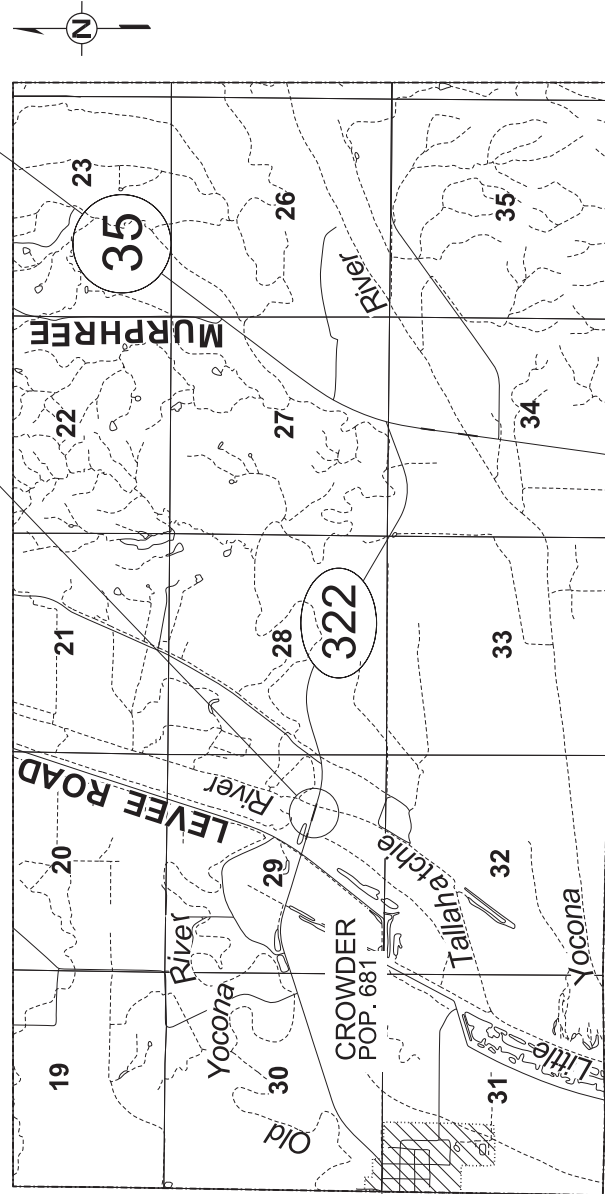 N
19
20
21
22
23
35
MURPHREE
LEVEE ROAD
River
River
Yocona
Old
30
29
28
27
26
322
River
CROWDER
POP. 681
Tallahatchie
Little
Yocona
31
32
33
34
35